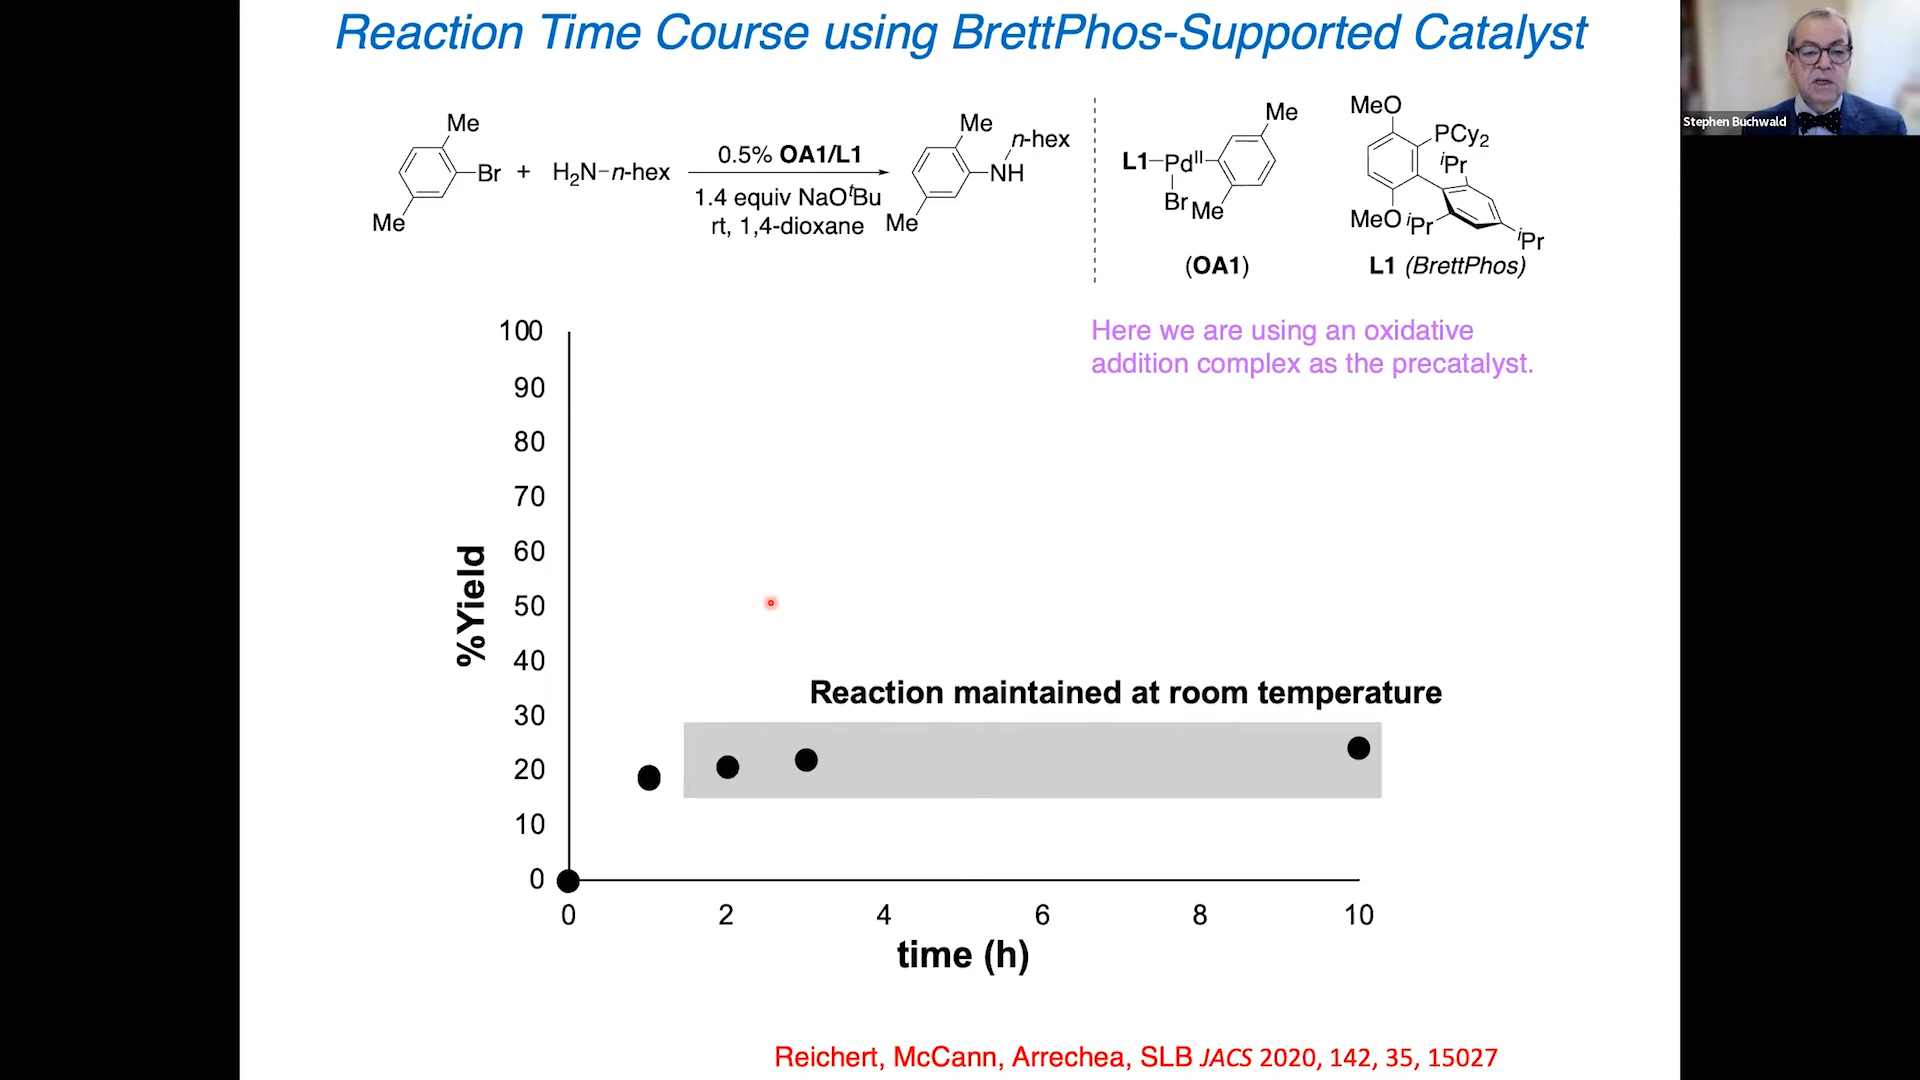 Reaction Time Course using BrettPhos-Supported Catalyst
Stephen Buchwald
Me
Br
Me
+
H₂N-n-hex
0.5% OA1/L1
1.4 equiv NaOᵗBu
rt, 1,4-dioxane
Me
n-hex
NH
Me
Me
L1-Pdᴵᴵ
Br
Me
(OA1)
MeO
PCy₂
ⁱPr
MeO
ⁱPr
ⁱPr
L1 (BrettPhos)
Here we are using an oxidative
addition complex as the precatalyst.
100
90
80
70
60
50
40
30
20
10
0
%Yield
Reaction maintained at room temperature
0 2 4 6 8 10
time (h)
Reichert, McCann, Arrechea, SLB JACS 2020, 142, 35, 15027